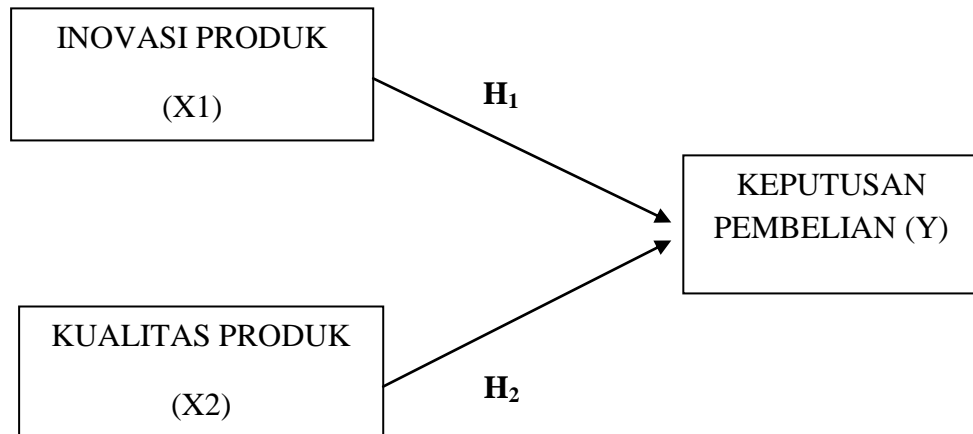 INOVASI PRODUK
(X1)
H₁
KEPUTUSAN
PEMBELIAN (Y)
KUALITAS PRODUK
(X2)
H₂